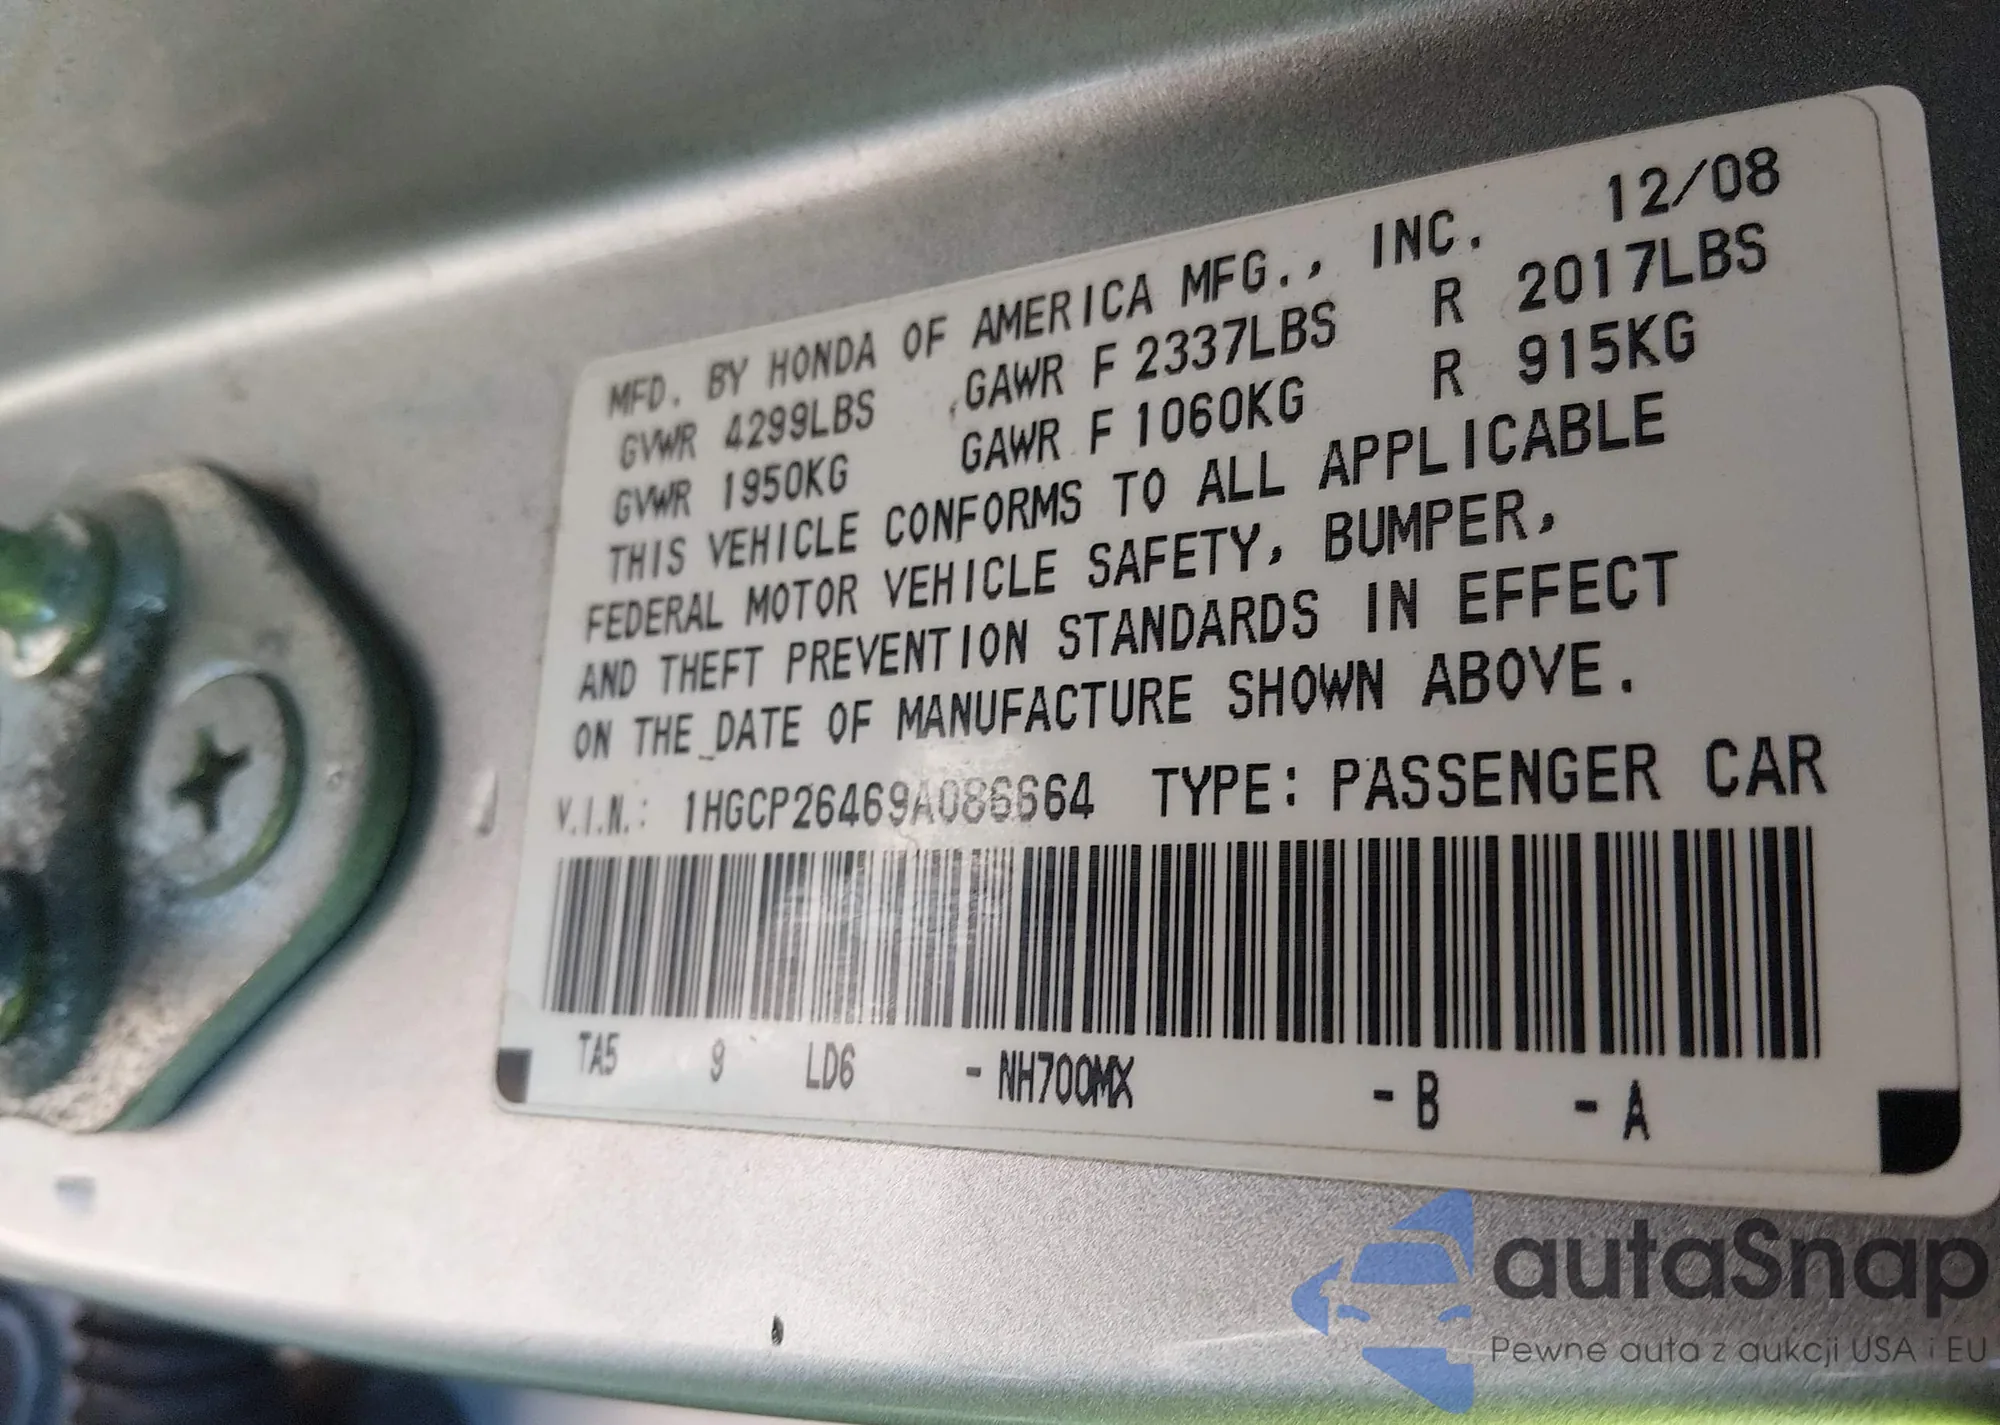 MFD. BY HONDA OF AMERICA MFG., INC. 12/08
GVWR 4299LBS GAWR F 2337LBS R 2017LBS
GVWR 1950KG GAWR F 1060KG R 915KG
THIS VEHICLE CONFORMS TO ALL APPLICABLE
FEDERAL MOTOR VEHICLE SAFETY, BUMPER,
AND THEFT PREVENTION STANDARDS IN EFFECT
ON THE DATE OF MANUFACTURE SHOWN ABOVE.
V.I.N.: 1HGCP26469A086664 TYPE: PASSENGER CAR
TA5 9 LD6 -NH700MX -B -A
autaSnap
Pewne auta z aukcji USA i EU